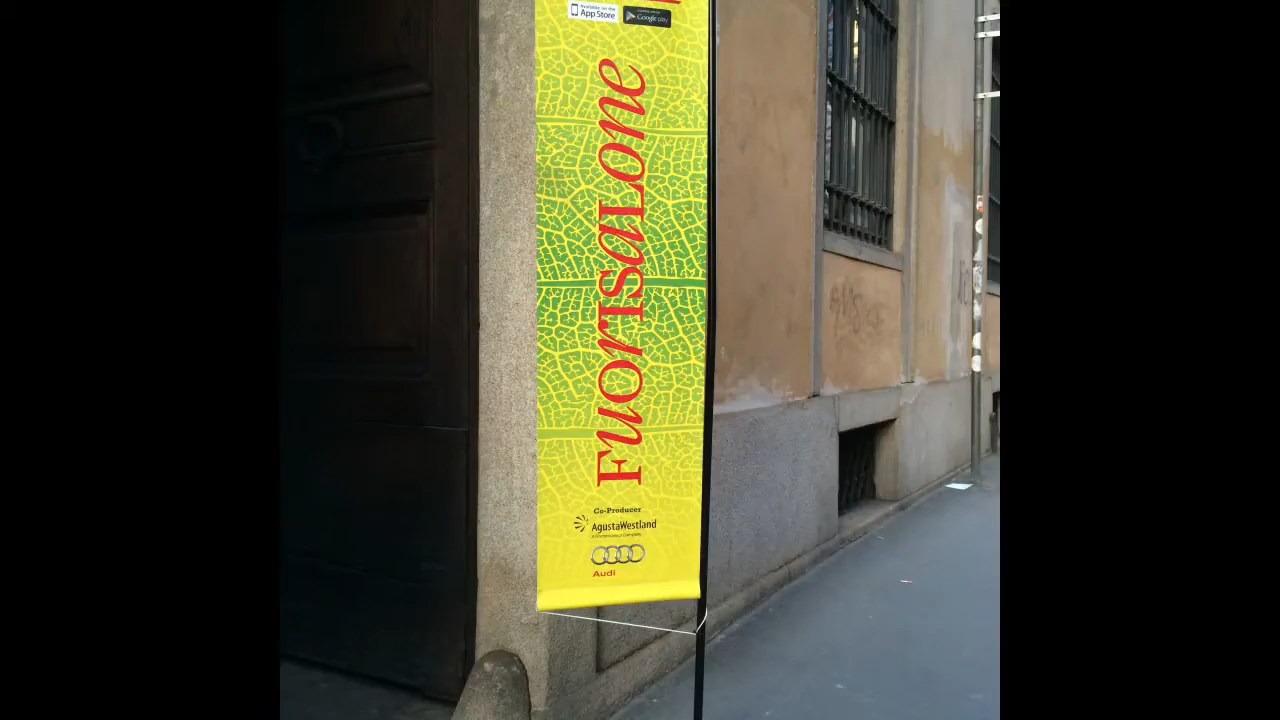 Available on the
App Store
Google play
FuorisaLone
Co-Producer
AgustaWestland
Audi